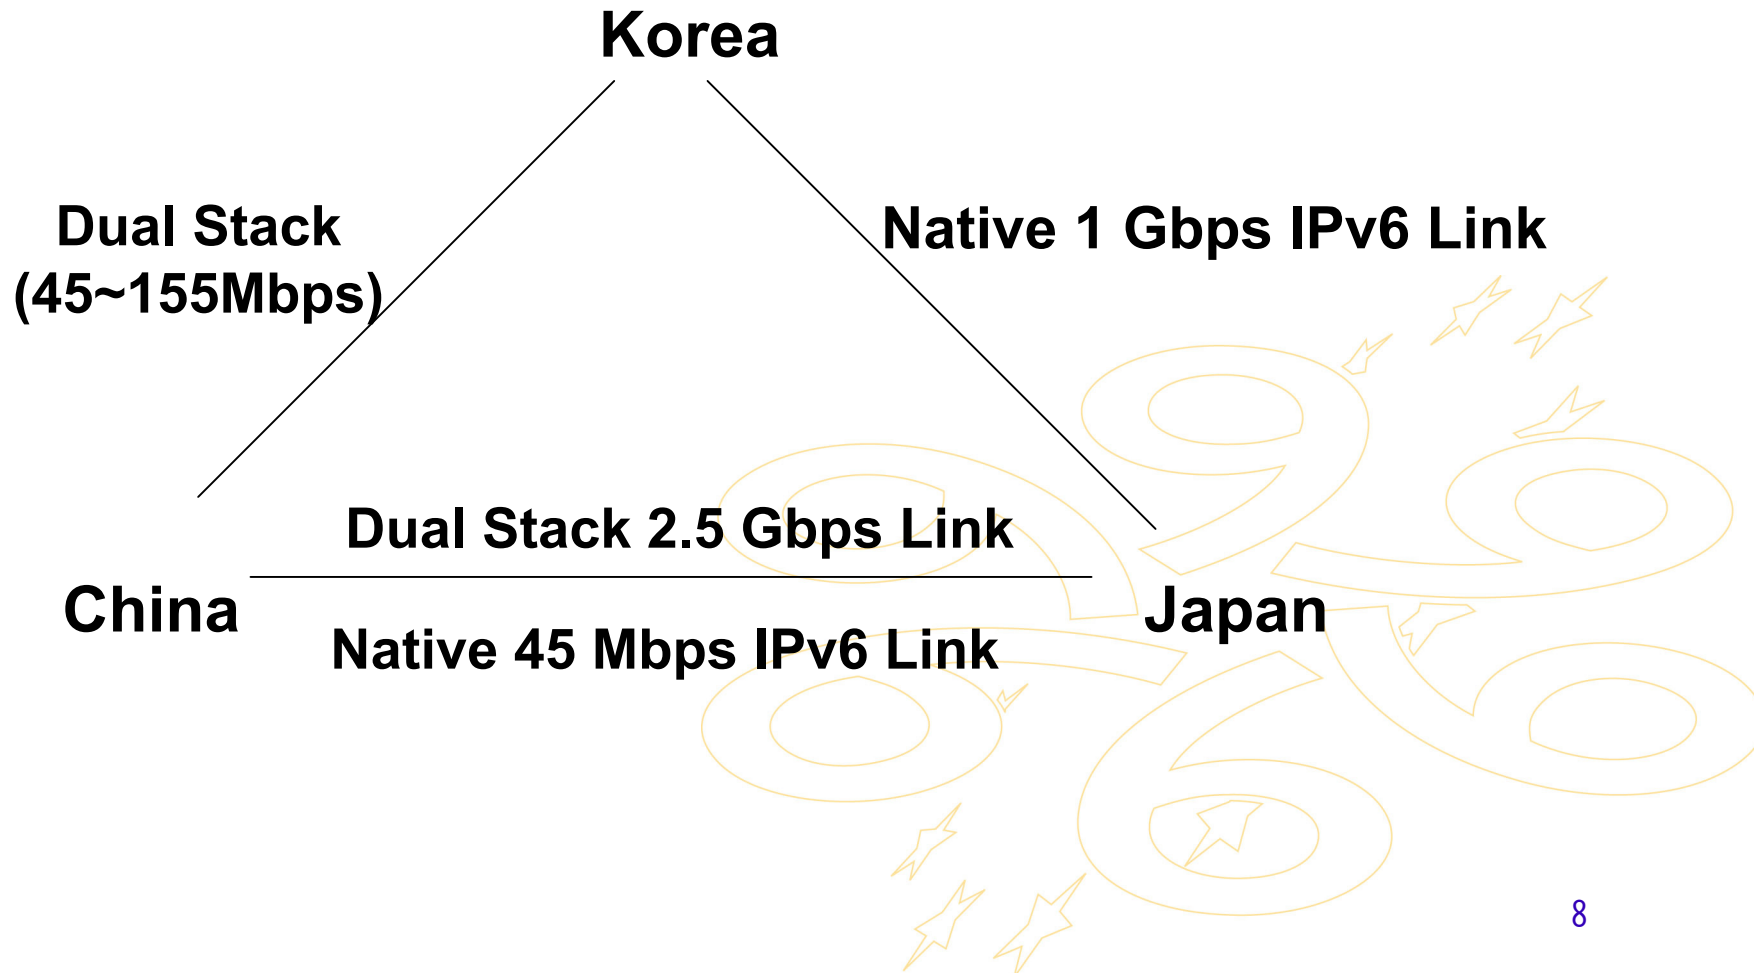 Korea
Dual Stack
(45~155Mbps)
Native 1 Gbps IPv6 Link
Dual Stack 2.5 Gbps Link
China
Japan
Native 45 Mbps IPv6 Link
8